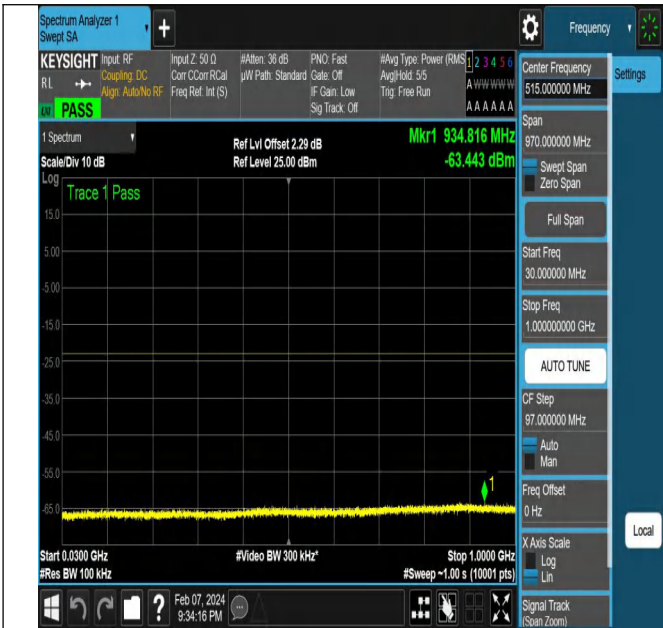 Spectrum Analyzer 1
Swept SA
+
Frequency
KEYSIGHT
RL
PASS
Input: RF
Coupling: DC
Align: Auto/No RF
Input Z: 50 Ω
Corr CCorr RCal
Freq Ref: Int (S)
#Atten: 36 dB
µW Path: Standard
PNO: Fast
Gate: Off
IF Gain: Low
Sig Track: Off
#Avg Type: Power (RMS
Avg|Hold: 5/5
Trig: Free Run
1 2 3 4 5 6
A W W W W W
A A A A A A
1 Spectrum
Scale/Div 10 dB
Log
Ref Lvl Offset 2.29 dB
Ref Level 25.00 dBm
Mkr1 934.816 MHz
-63.443 dBm
Trace 1 Pass
15.0
5.00
-5.00
-15.0
-25.0
-35.0
-45.0
-55.0
-65.0
1
Start 0.0300 GHz
#Res BW 100 kHz
#Video BW 300 kHz*
Stop 1.0000 GHz
#Sweep ~1.00 s (10001 pts)
?
Feb 07, 2024
9:34:16 PM
Center Frequency
515.000000 MHz
Span
970.000000 MHz
Swept Span
Zero Span
Full Span
Start Freq
30.000000 MHz
Stop Freq
1.000000000 GHz
AUTO TUNE
CF Step
97.000000 MHz
Auto
Man
Freq Offset
0 Hz
X Axis Scale
Log
Lin
Signal Track
(Span Zoom)
Settings
Local